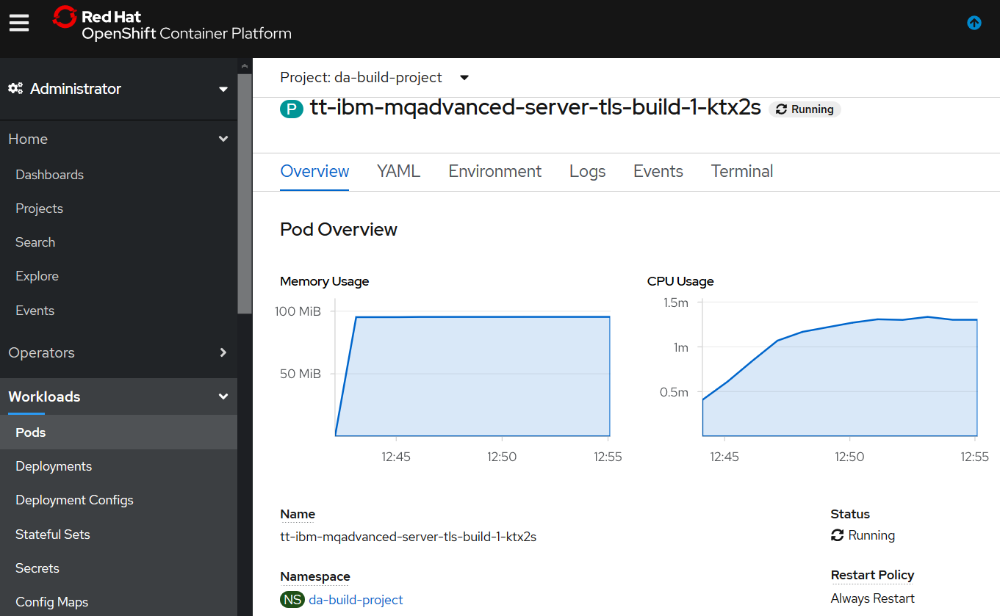 Red Hat
OpenShift Container Platform
Administrator
Home
Dashboards
Projects
Search
Explore
Events
Operators
Workloads
Pods
Deployments
Deployment Configs
Stateful Sets
Secrets
Config Maps
Project: da-build-project
P tt-ibm-mqadvanced-server-tls-build-1-ktx2s Running
Overview YAML Environment Logs Events Terminal
Pod Overview
Memory Usage
100 MiB
50 MiB
12:45 12:50 12:55
CPU Usage
1.5m
1m
0.5m
12:45 12:50 12:55
Name
tt-ibm-mqadvanced-server-tls-build-1-ktx2s
Namespace
NS da-build-project
Status
Running
Restart Policy
Always Restart